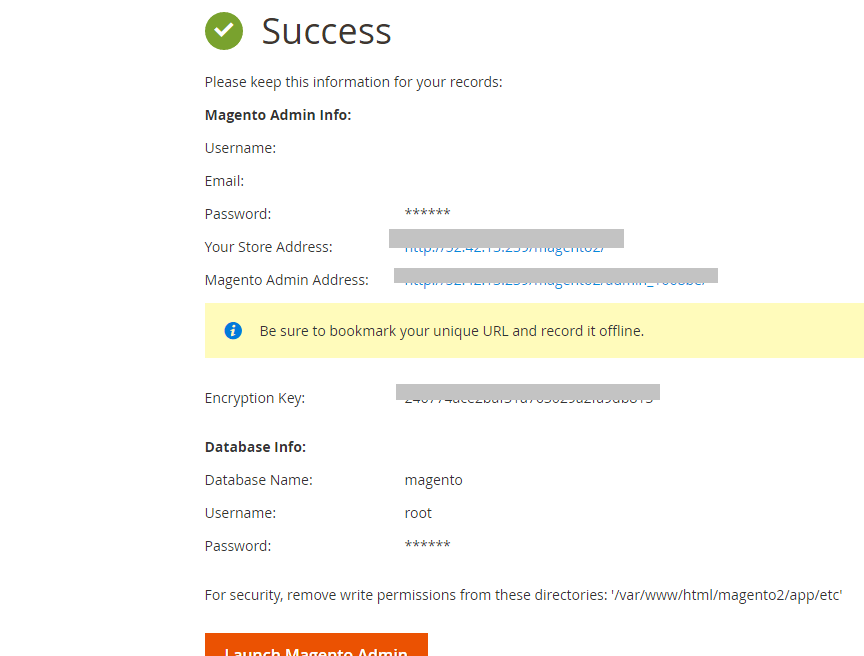 Success
Please keep this information for your records:
Magento Admin Info:
Username:
Email:
Password: ******
Your Store Address:
Magento Admin Address:
Be sure to bookmark your unique URL and record it offline.
Encryption Key:
Database Info:
Database Name: magento
Username: root
Password: ******
For security, remove write permissions from these directories: '/var/www/html/magento2/app/etc'
Launch Magento Admin